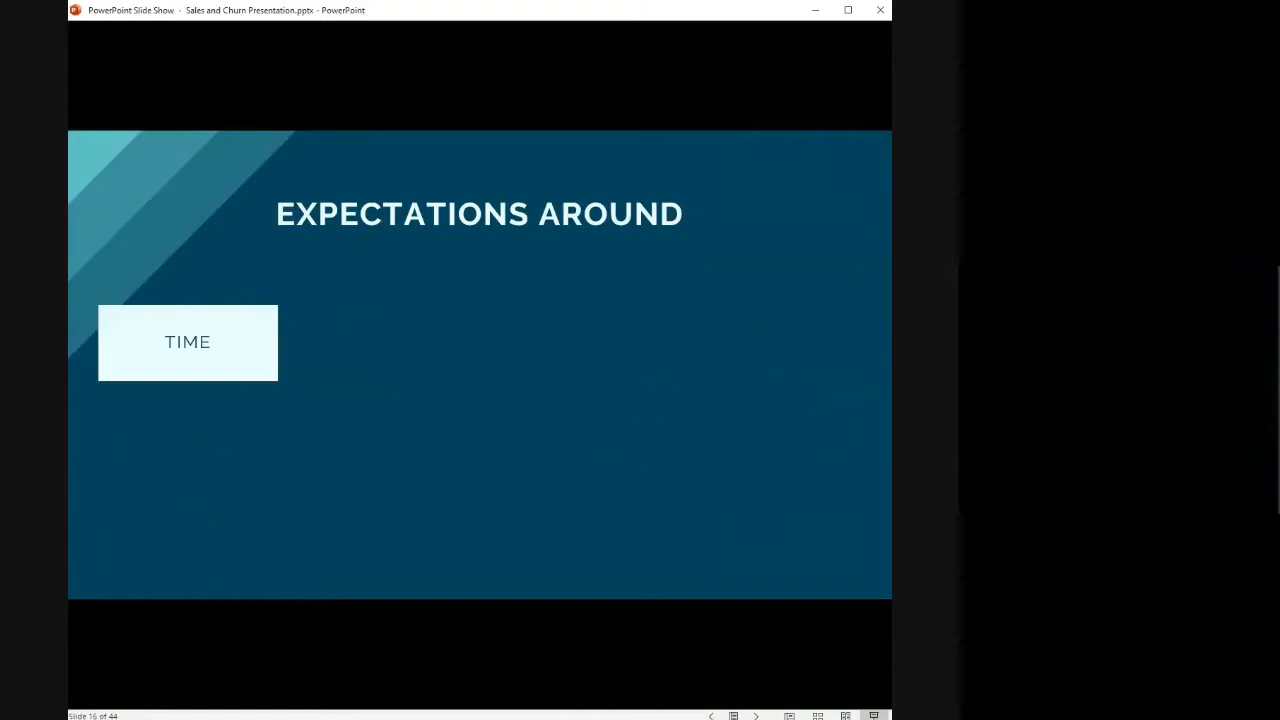 PowerPoint Slide Show - Sales and Churn Presentation.pptx - PowerPoint
EXPECTATIONS AROUND
TIME
Slide 16 of 44